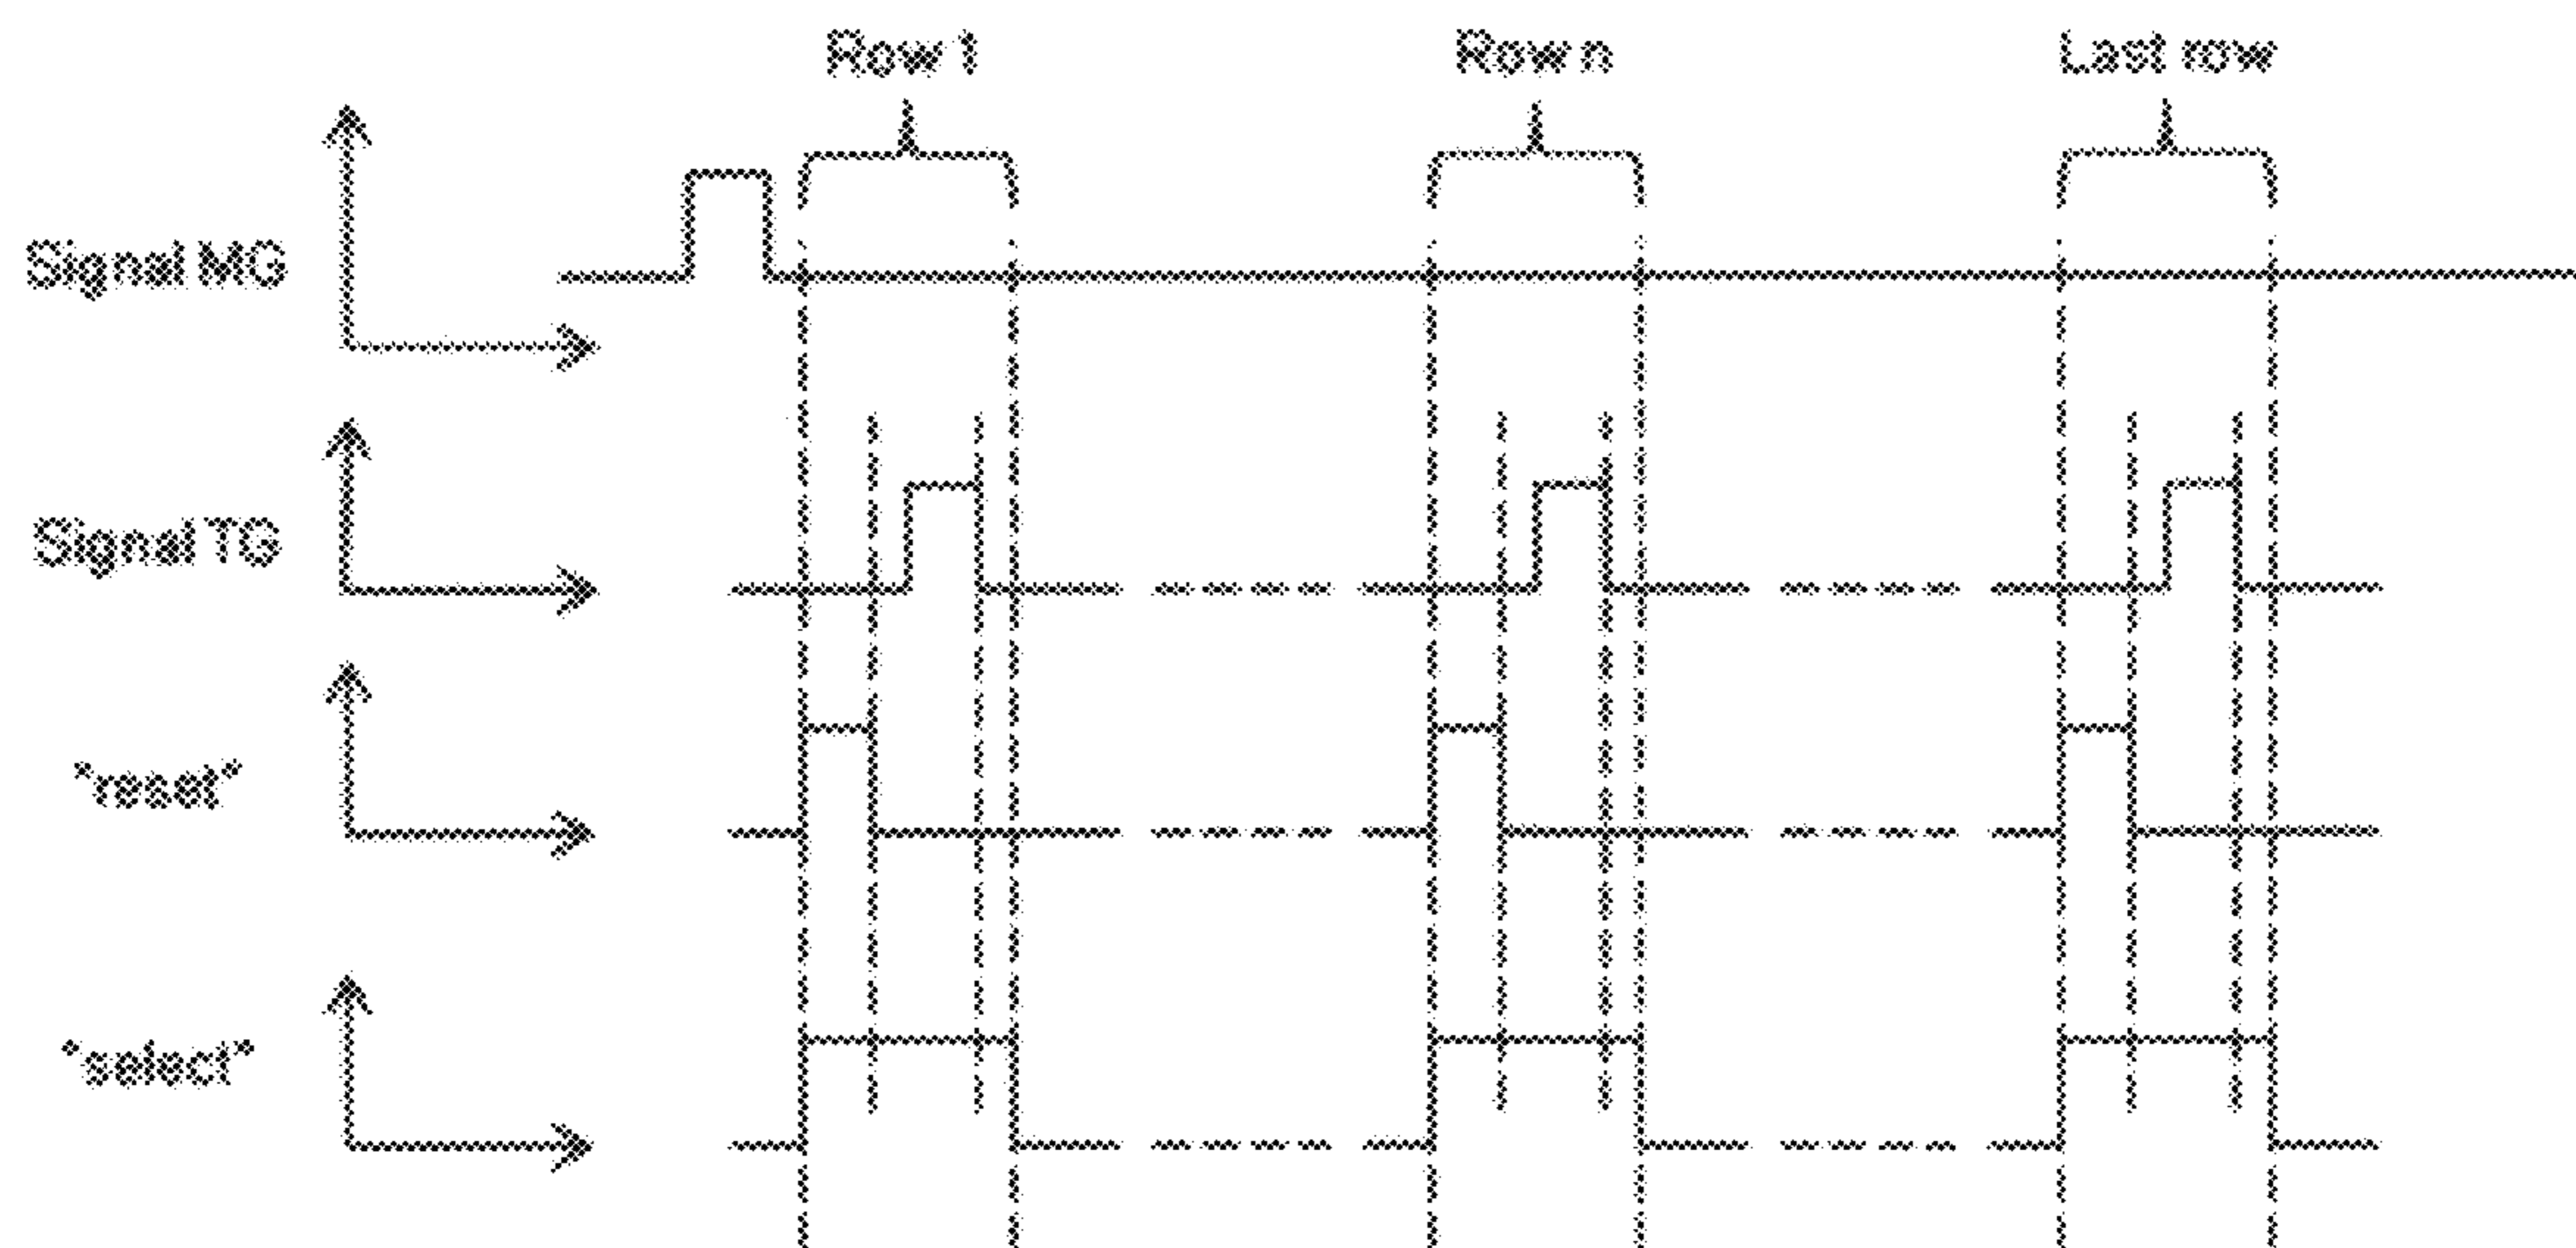 Row 1
Row n
Last row
Signal MG
Signal TG
"reset"
"select"